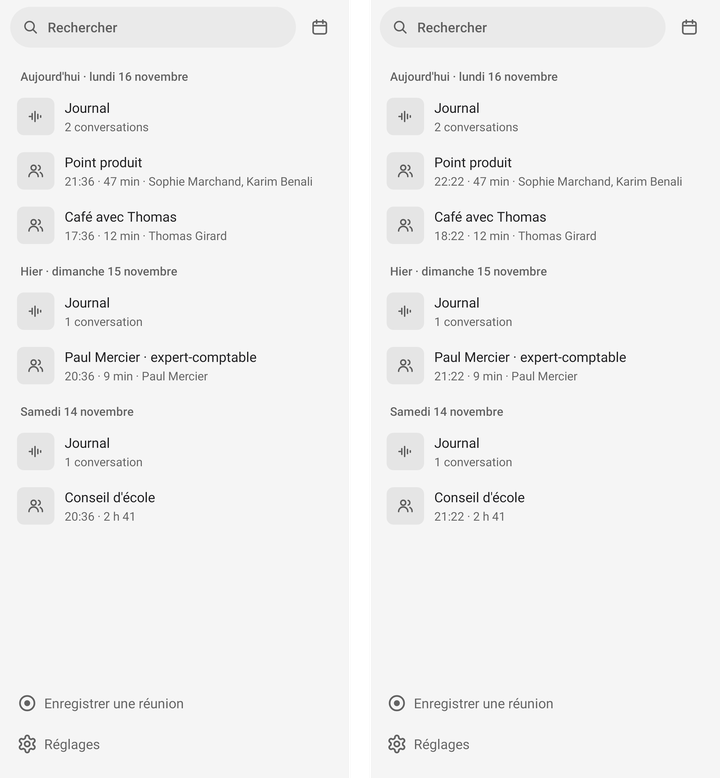 Rechercher
Aujourd'hui · lundi 16 novembre
Journal
2 conversations
Point produit
21:36 · 47 min · Sophie Marchand, Karim Benali
Café avec Thomas
17:36 · 12 min · Thomas Girard
Hier · dimanche 15 novembre
Journal
1 conversation
Paul Mercier · expert-comptable
20:36 · 9 min · Paul Mercier
Samedi 14 novembre
Journal
1 conversation
Conseil d'école
20:36 · 2 h 41
Enregistrer une réunion
Réglages
Rechercher
Aujourd'hui · lundi 16 novembre
Journal
2 conversations
Point produit
22:22 · 47 min · Sophie Marchand, Karim Benali
Café avec Thomas
18:22 · 12 min · Thomas Girard
Hier · dimanche 15 novembre
Journal
1 conversation
Paul Mercier · expert-comptable
21:22 · 9 min · Paul Mercier
Samedi 14 novembre
Journal
1 conversation
Conseil d'école
21:22 · 2 h 41
Enregistrer une réunion
Réglages